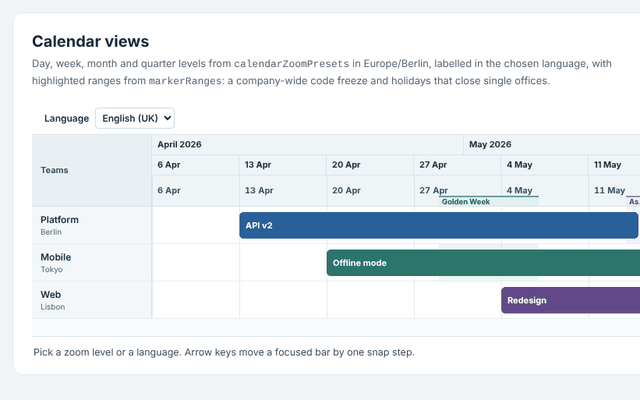 Calendar views
Day, week, month and quarter levels from calendarZoomPresets in Europe/Berlin, labelled in the chosen language, with
highlighted ranges from markerRanges: a company-wide code freeze and holidays that close single offices.
Language English (UK)
Teams
April 2026 May 2026
6 Apr 13 Apr 20 Apr 27 Apr 4 May 11 May
6 Apr 13 Apr 20 Apr 27 Apr 4 May 11 May
Golden Week As…
Platform
Berlin
API v2
Mobile
Tokyo
Offline mode
Web
Lisbon
Redesign
Pick a zoom level or a language. Arrow keys move a focused bar by one snap step.